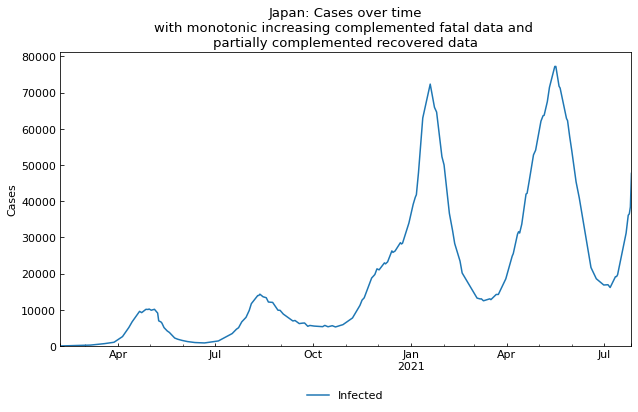 Japan: Cases over time
with monotonic increasing complemented fatal data and
partially complemented recovered data
80000
70000
60000
50000
40000
30000
20000
10000
0
Cases
Apr
Jul
Oct
Jan
2021
Apr
Jul
Infected